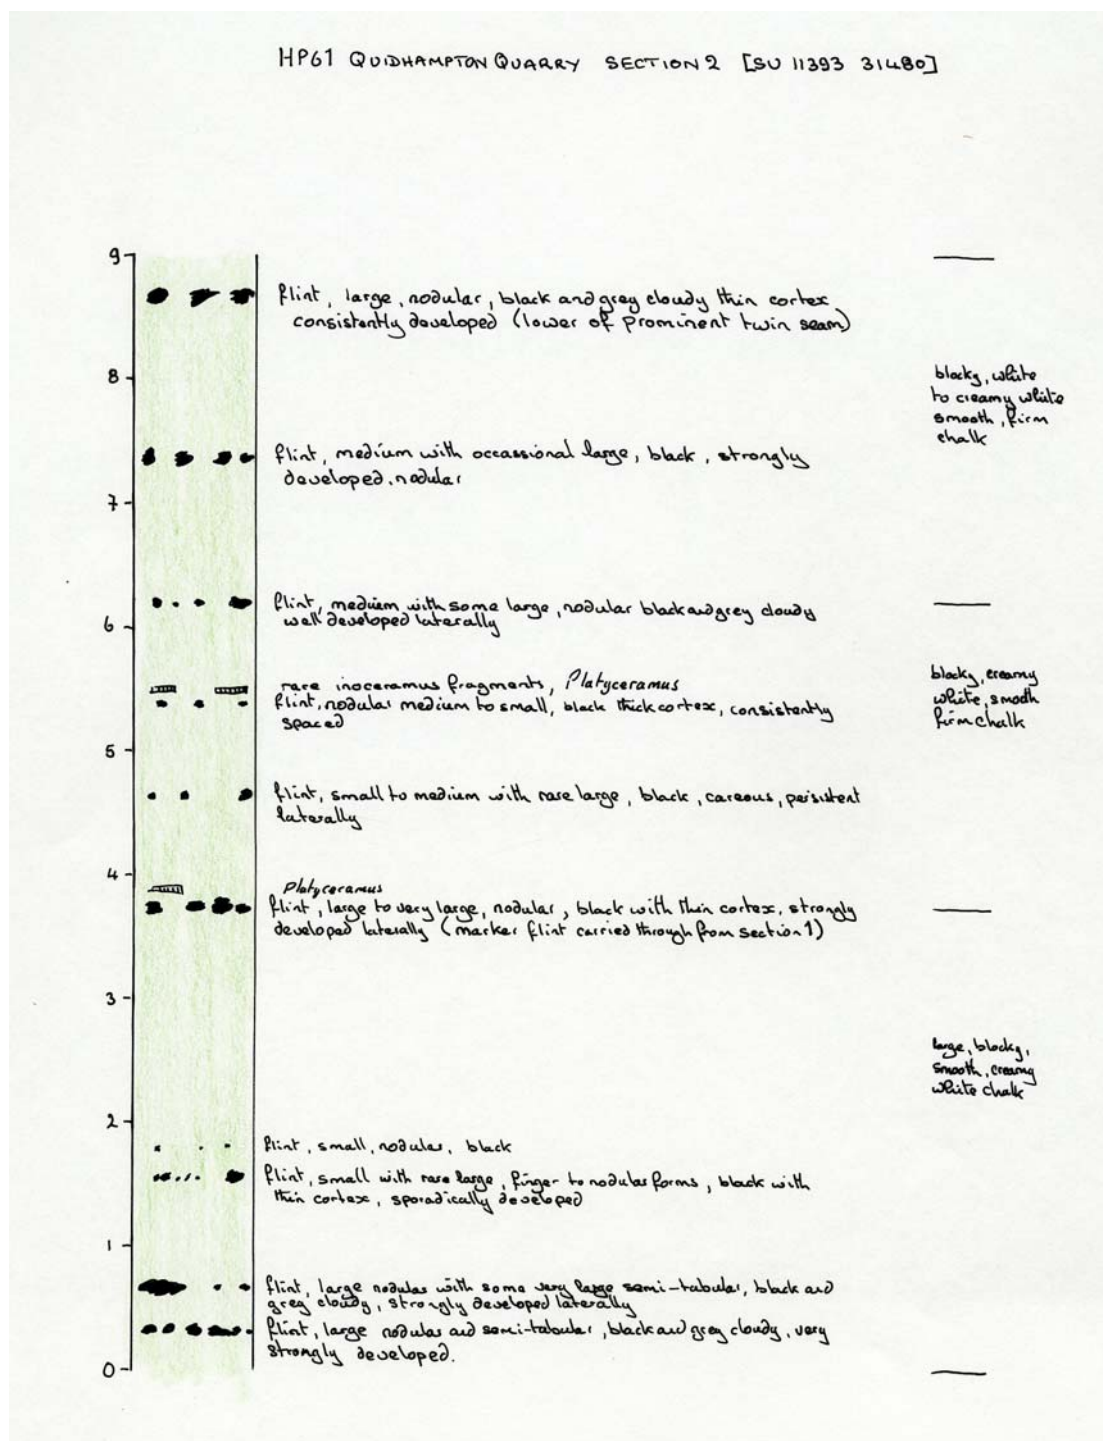 HP61 QUIDHAMPTON QUARRY SECTION 2 [SU 11393 31480]
9
flint, large, nodular, black and grey cloudy thin cortex
consistently developed (lower of prominent twin seam)
8
blocky, white
to creamy white
smooth, firm
chalk
flint, medium with occassional large, black, strongly
developed, nodular
7
flint, medium with some large, nodular black and grey cloudy
well developed laterally
6
rare inoceramus fragments, Platyceramus
flint, nodular medium to small, black thick cortex, consistently
spaced
blocky, creamy
white, smooth
firm chalk
5
flint, small to medium with rare large, black, careous, persistent
laterally
4
Platyceramus
flint, large to very large, nodular, black with thin cortex, strongly
developed laterally (marker flint carried through from section 1)
3
large, blocky,
smooth, creamy
white chalk
2
flint, small, nodular, black
flint, small with rare large, finger to nodular forms, black with
thin cortex, sporadically developed
1
flint, large nodular with some very large semi-tabular, black and
grey cloudy, strongly developed laterally
flint, large nodular and semi-tabular, black and grey cloudy, very
strongly developed.
0